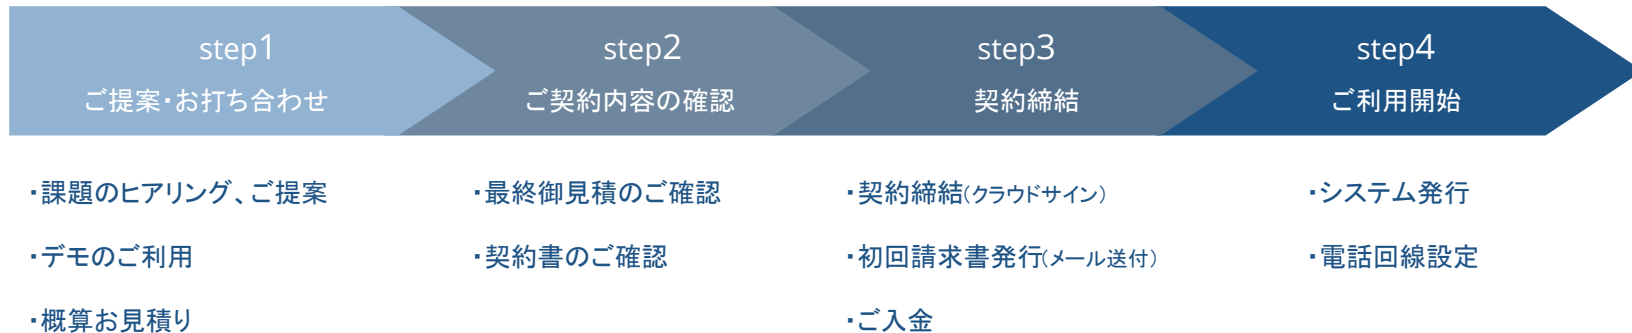 step1
ご提案・お打ち合わせ
step2
ご契約内容の確認
step3
契約締結
step4
ご利用開始
・課題のヒアリング、ご提案
・デモのご利用
・概算お見積り
・最終御見積のご確認
・契約書のご確認
・契約締結(クラウドサイン)
・初回請求書発行(メール送付)
・ご入金
・システム発行
・電話回線設定